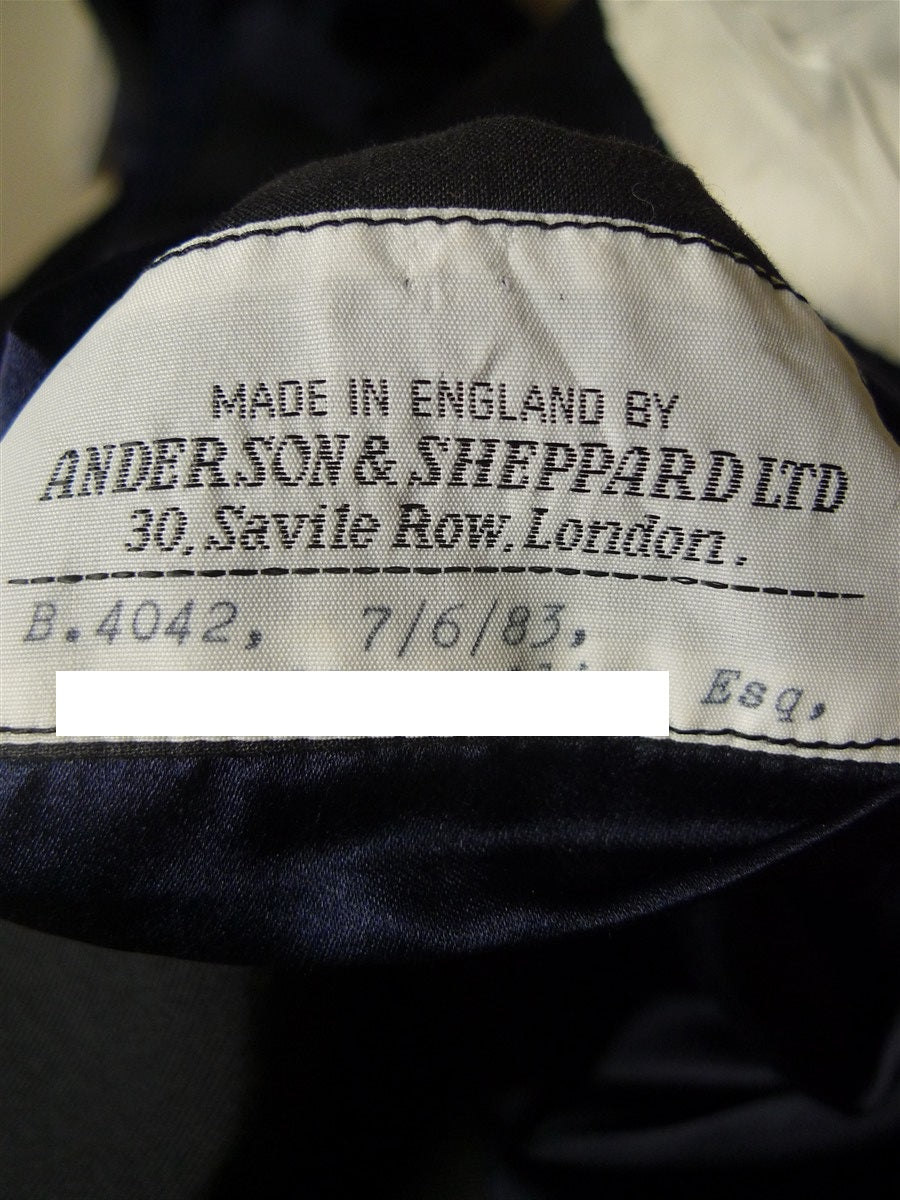 MADE IN ENGLAND BY
ANDERSON & SHEPPARD LTD
30, Savile Row, London.
B.4042, 7/6/83,
Esq,